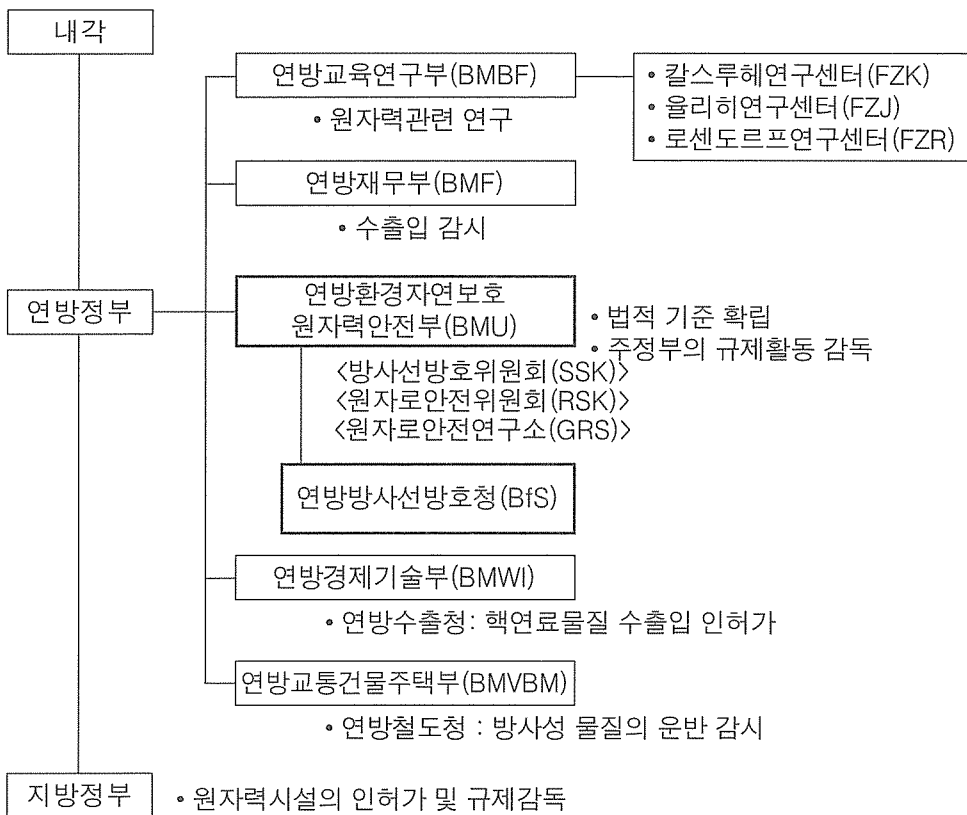 내각
연방교육연구부(BMBF)
• 원자력관련 연구
• 칼스루헤연구센터(FZK)
• 율리히연구센터(FZJ)
• 로센도르프연구센터(FZR)
연방재무부(BMF)
• 수출입 감시
연방정부
연방환경자연보호
원자력안전부(BMU)
• 법적 기준 확립
• 주정부의 규제활동 감독
<방사선방호위원회(SSK)>
<원자로안전위원회(RSK)>
<원자로안전연구소(GRS)>
연방방사선방호청(BfS)
연방경제기술부(BMWI)
• 연방수출청: 핵연료물질 수출입 인허가
연방교통건물주택부(BMVBM)
• 연방철도청 : 방사성 물질의 운반 감시
지방정부
• 원자력시설의 인허가 및 규제감독